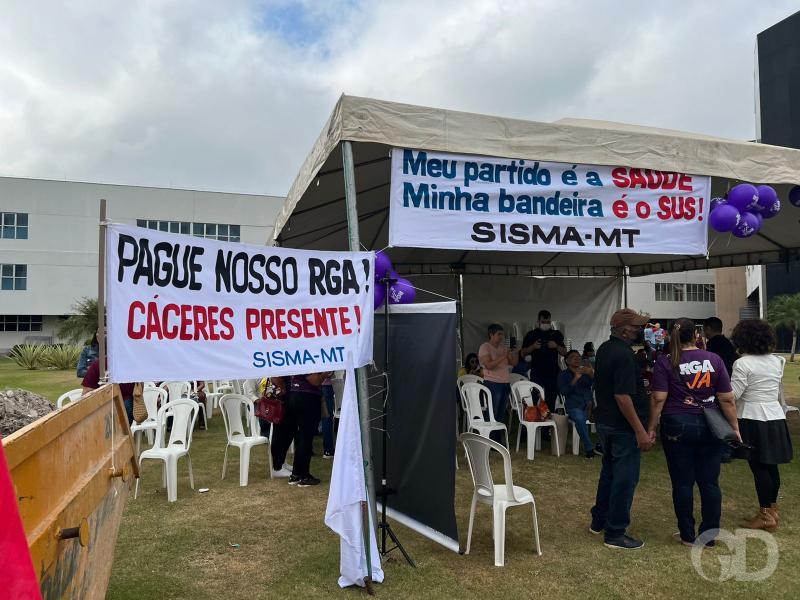 Meu partido é a SAÚDE
Minha bandeira é o SUS!
SISMA-MT
PAGUE NOSSO RGA!
CÁCERES PRESENTE!
SISMA-MT
RGA
JÁ
GD